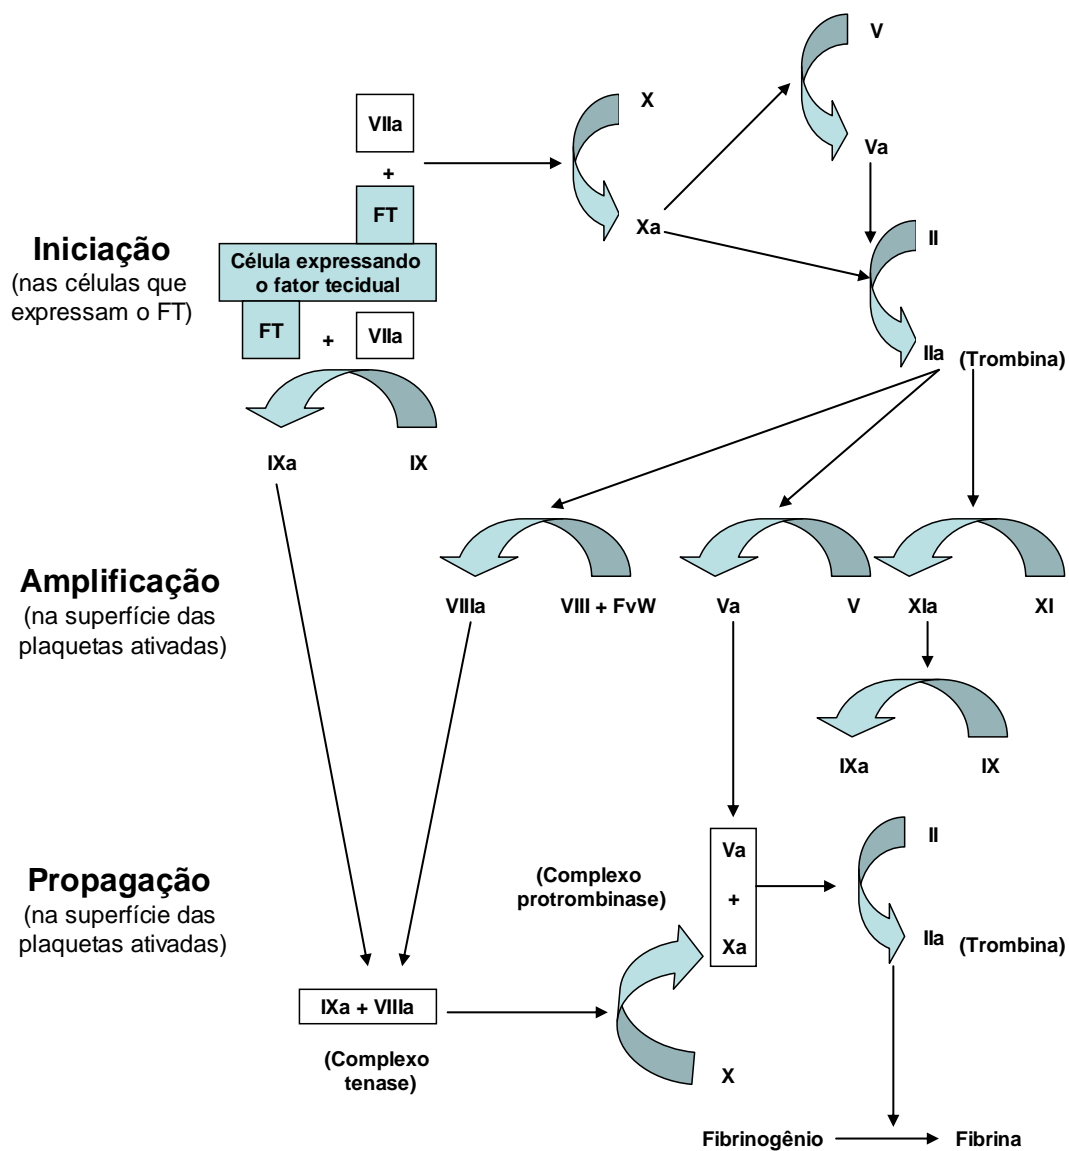 V
X
VIIa
Va
+
FT
Xa
II
Iniciação
(nas células que
expressam o FT)
Célula expressando
o fator tecidual
FT
+
VIIa
IIa
(Trombina)
IXa
IX
Amplificação
(na superfície das
plaquetas ativadas)
VIIIa
VIII + FvW
Va
V
XIa
XI
IXa
IX
Propagação
(na superfície das
plaquetas ativadas)
(Complexo
protrombinase)
Va
+
Xa
II
IIa
(Trombina)
IXa + VIIIa
(Complexo
tenase)
X
Fibrinogênio
Fibrina